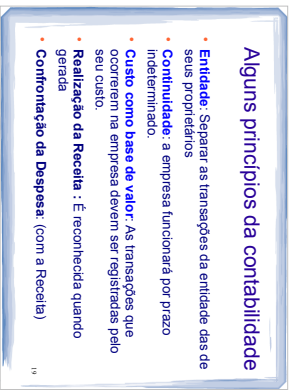 Alguns princípios da contabilidade
• Entidade: Separar as transações da entidade das de
seus proprietários
• Continuidade: a empresa funcionará por prazo
indeterminado.
• Custo como base de valor: As transações que
ocorrerem na empresa devem ser registradas pelo
seu custo.
• Realização da Receita : É reconhecida quando
gerada
• Confrontação da Despesa: (com a Receita)
19